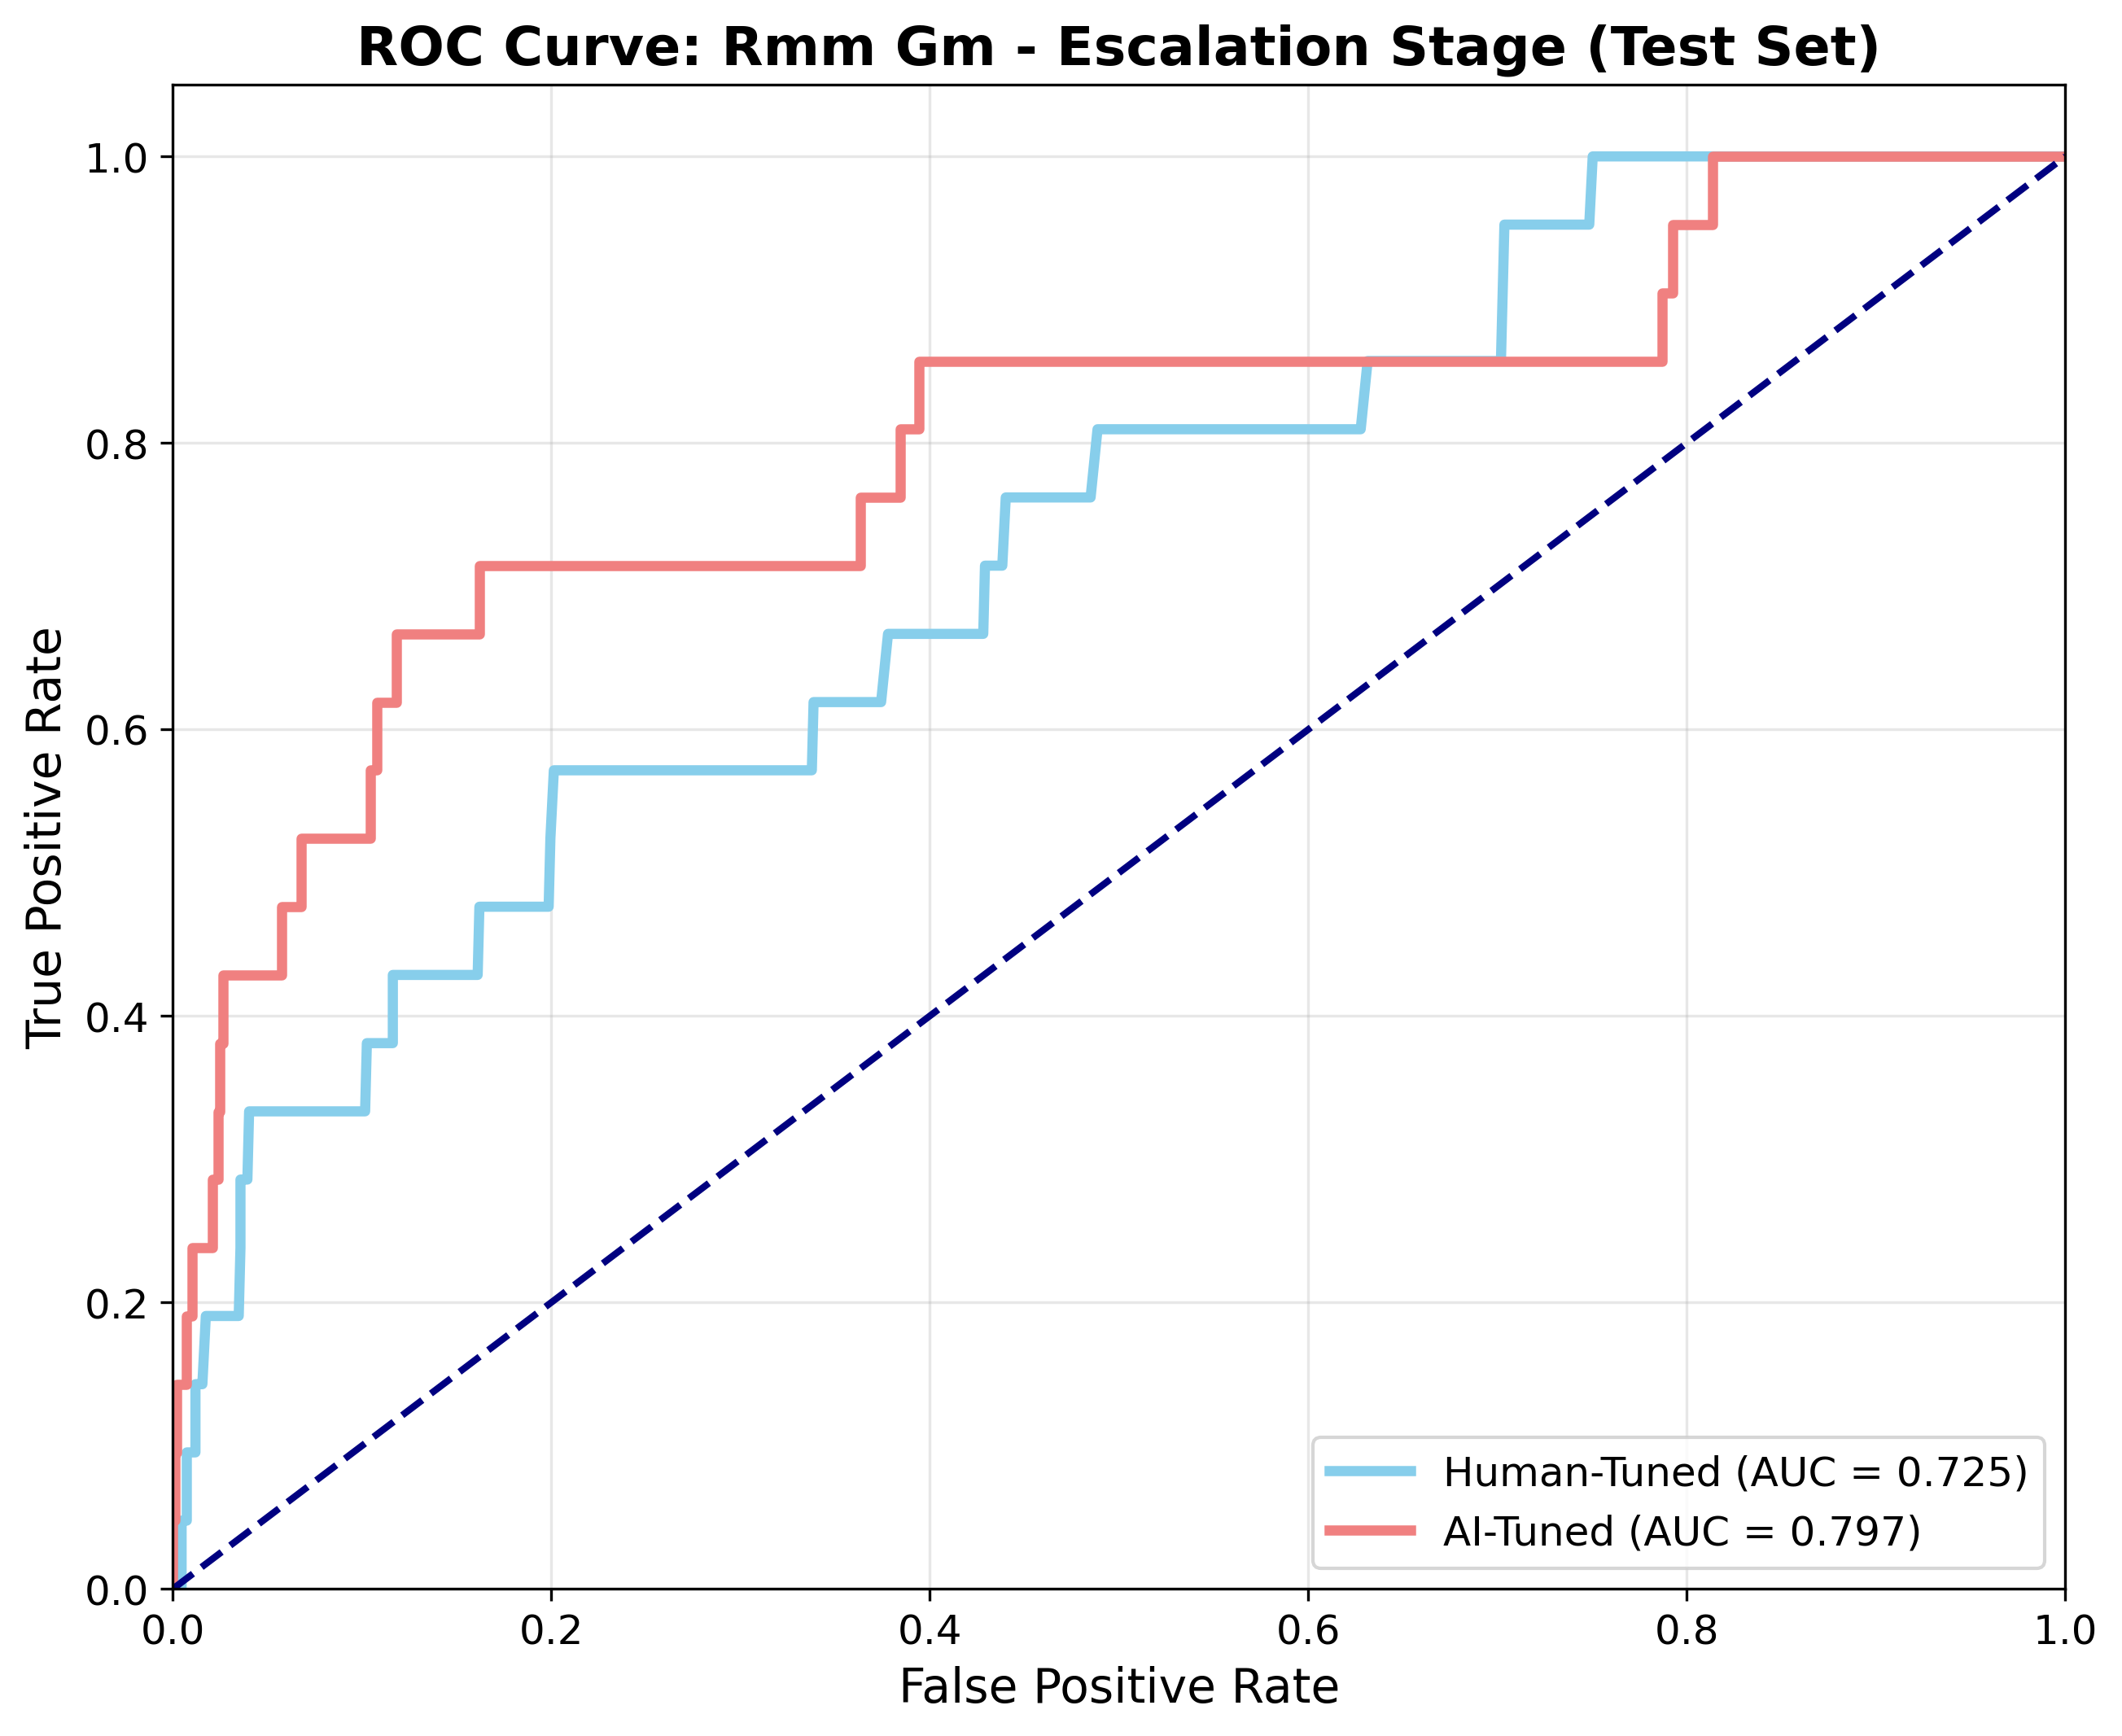 ROC Curve: Rmm Gm - Escalation Stage (Test Set)
1.0
0.8
0.6
0.4
0.2
0.0
True Positive Rate
0.0 0.2 0.4 0.6 0.8 1.0
False Positive Rate
Human-Tuned (AUC = 0.725)
AI-Tuned (AUC = 0.797)